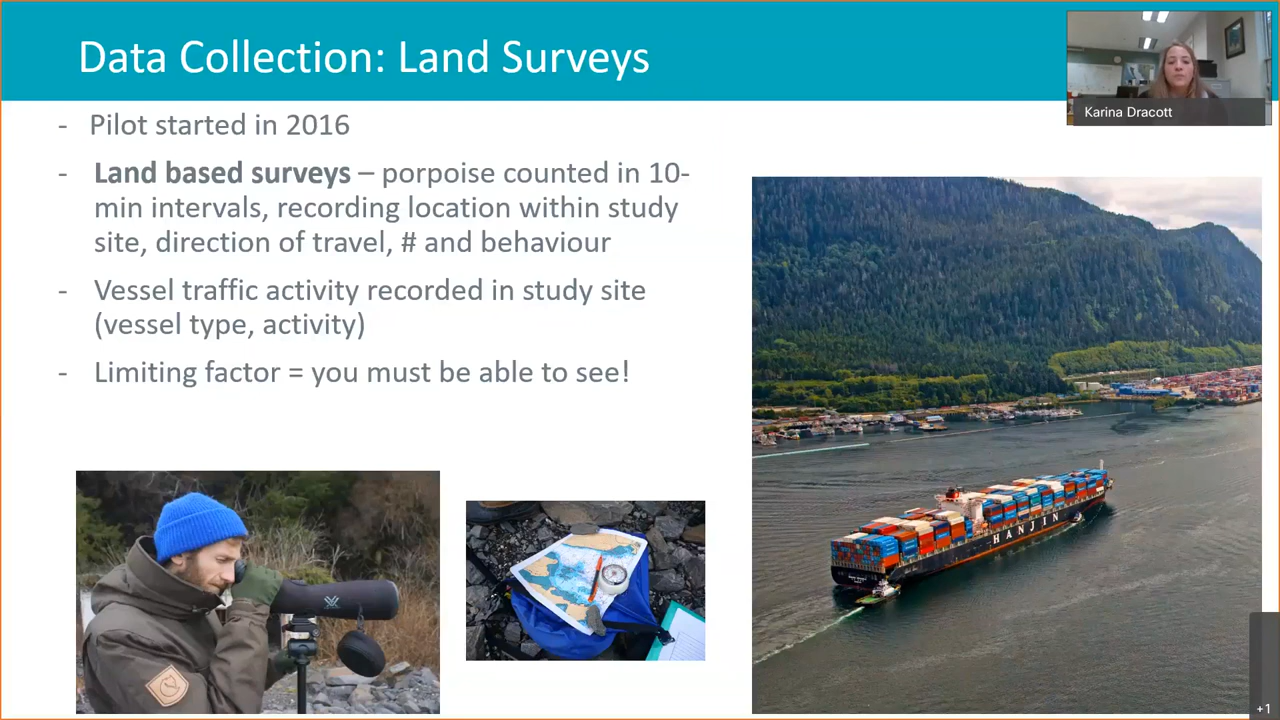 Data Collection: Land Surveys
Karina Dracott
- Pilot started in 2016
- Land based surveys – porpoise counted in 10-
min intervals, recording location within study
site, direction of travel, # and behaviour
- Vessel traffic activity recorded in study site
(vessel type, activity)
- Limiting factor = you must be able to see!
HANJIN
+1